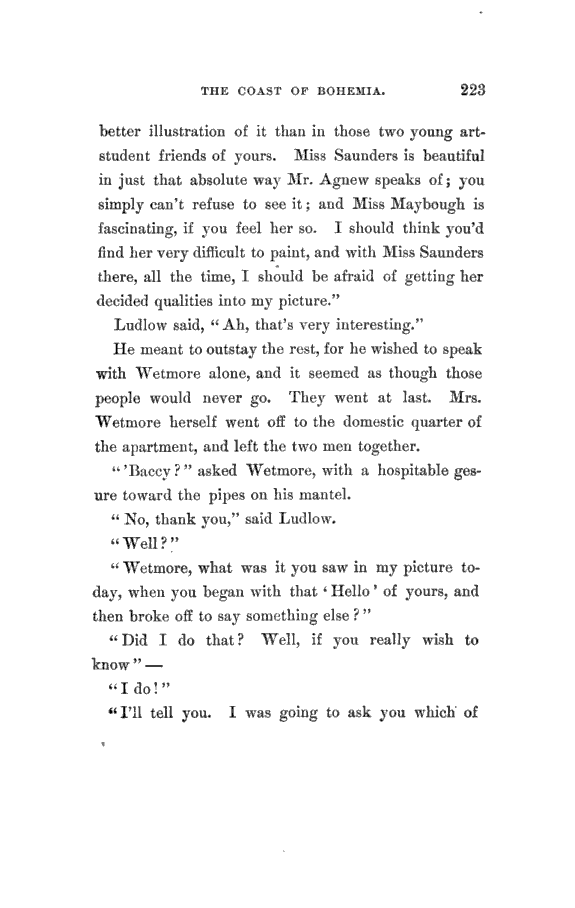 THE COAST OF BOHEMIA. 223
better illustration of it than in those two young art-
student friends of yours. Miss Saunders is beautiful
in just that absolute way Mr. Agnew speaks of; you
simply can't refuse to see it; and Miss Maybough is
fascinating, if you feel her so. I should think you'd
find her very difficult to paint, and with Miss Saunders
there, all the time, I should be afraid of getting her
decided qualities into my picture."
Ludlow said, "Ah, that's very interesting."
He meant to outstay the rest, for he wished to speak
with Wetmore alone, and it seemed as though those
people would never go. They went at last. Mrs.
Wetmore herself went off to the domestic quarter of
the apartment, and left the two men together.
"'Baccy?" asked Wetmore, with a hospitable ges-
ure toward the pipes on his mantel.
"No, thank you," said Ludlow.
"Well?"
"Wetmore, what was it you saw in my picture to-
day, when you began with that 'Hello' of yours, and
then broke off to say something else?"
"Did I do that? Well, if you really wish to
know"—
"I do!"
"I'll tell you. I was going to ask you which of